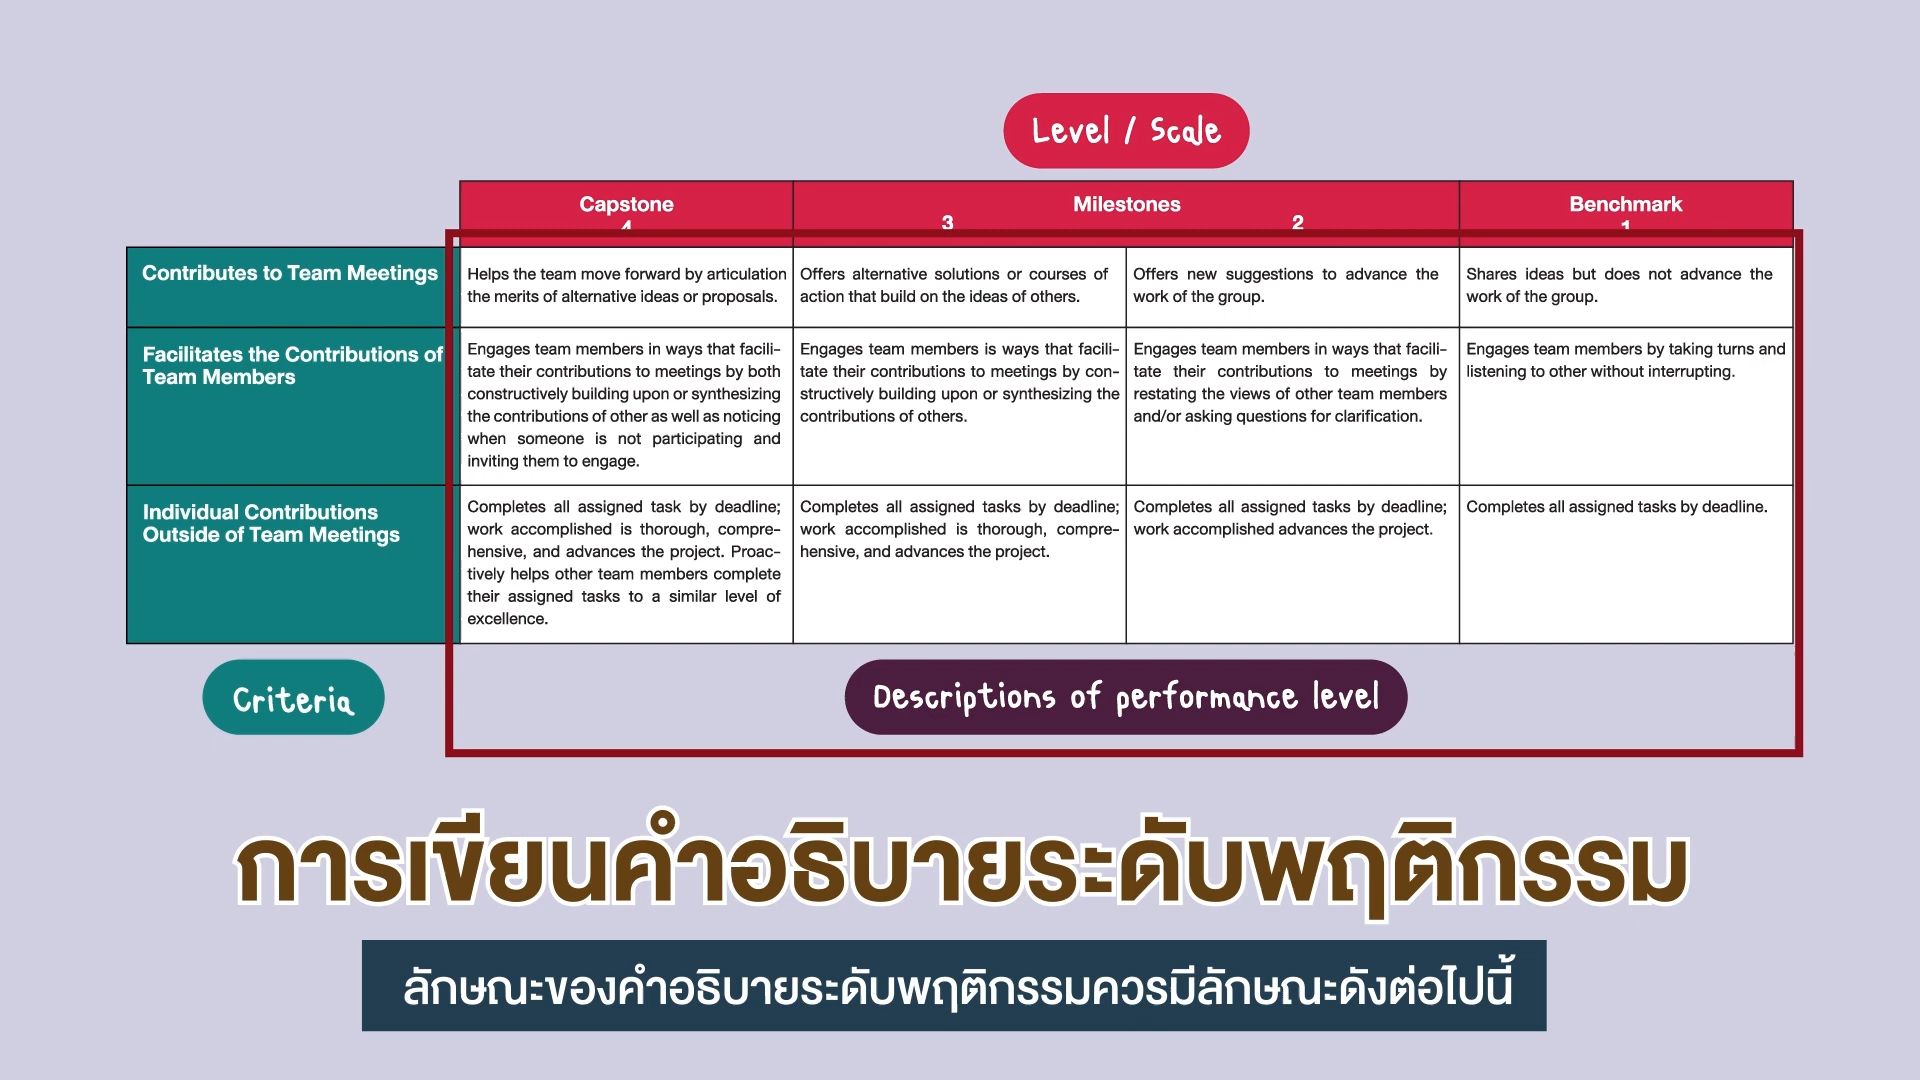 Level / Scale
Capstone
Milestones
Benchmark
4
3
2
1
Contributes to Team Meetings
Helps the team move forward by articulation
the merits of alternative ideas or proposals.
Offers alternative solutions or courses of
action that build on the ideas of others.
Offers new suggestions to advance the
work of the group.
Shares ideas but does not advance the
work of the group.
Facilitates the Contributions of
Team Members
Engages team members in ways that facili-
tate their contributions to meetings by both
constructively building upon or synthesizing
the contributions of other as well as noticing
when someone is not participating and
inviting them to engage.
Engages team members is ways that facili-
tate their contributions to meetings by con-
structively building upon or synthesizing the
contributions of others.
Engages team members in ways that facili-
tate their contributions to meetings by
restating the views of other team members
and/or asking questions for clarification.
Engages team members by taking turns and
listening to other without interrupting.
Individual Contributions
Outside of Team Meetings
Completes all assigned task by deadline;
work accomplished is thorough, compre-
hensive, and advances the project. Proac-
tively helps other team members complete
their assigned tasks to a similar level of
excellence.
Completes all assigned tasks by deadline;
work accomplished is thorough, compre-
hensive, and advances the project.
Completes all assigned tasks by deadline;
work accomplished advances the project.
Completes all assigned tasks by deadline.
Criteria
Descriptions of performance level
การเขียนคำอธิบายระดับพฤติกรรม
ลักษณะของคำอธิบายระดับพฤติกรรมควรมีลักษณะดังต่อไปนี้